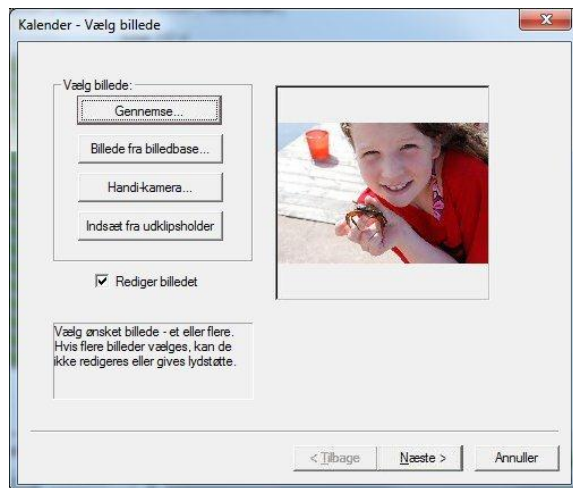 Kalender - Vælg billede
Vælg billede:
Gennemse...
Billede fra billedbase...
Handi-kamera...
Indsæt fra udklipsholder
Rediger billedet
Vælg ønsket billede - et eller flere.
Hvis flere billeder vælges, kan de
ikke redigeres eller gives lydstøtte.
< Tilbage
Næste >
Annuller